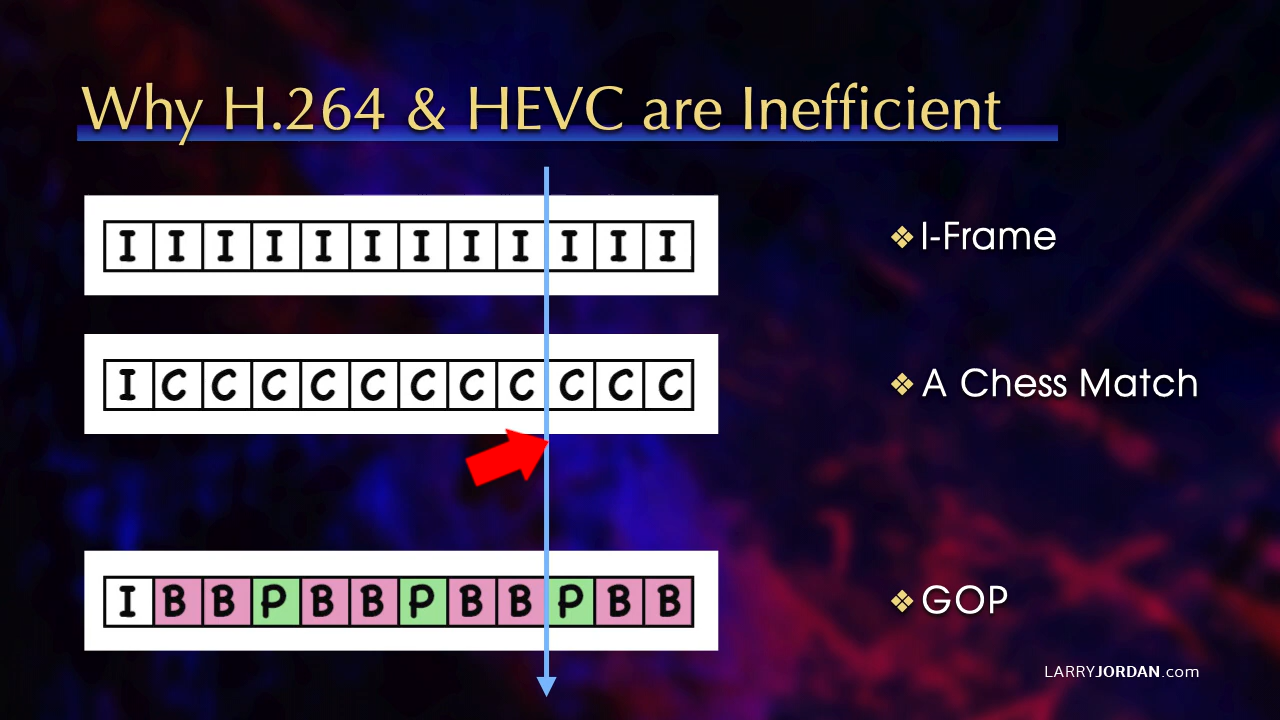 Why H.264 & HEVC are Inefficient
I I I I I I I I I I I I
❖ I-Frame
I C C C C C C C C C C C
❖ A Chess Match
I B B P B B P B B P B B
❖ GOP
LARRYJORDAN.com